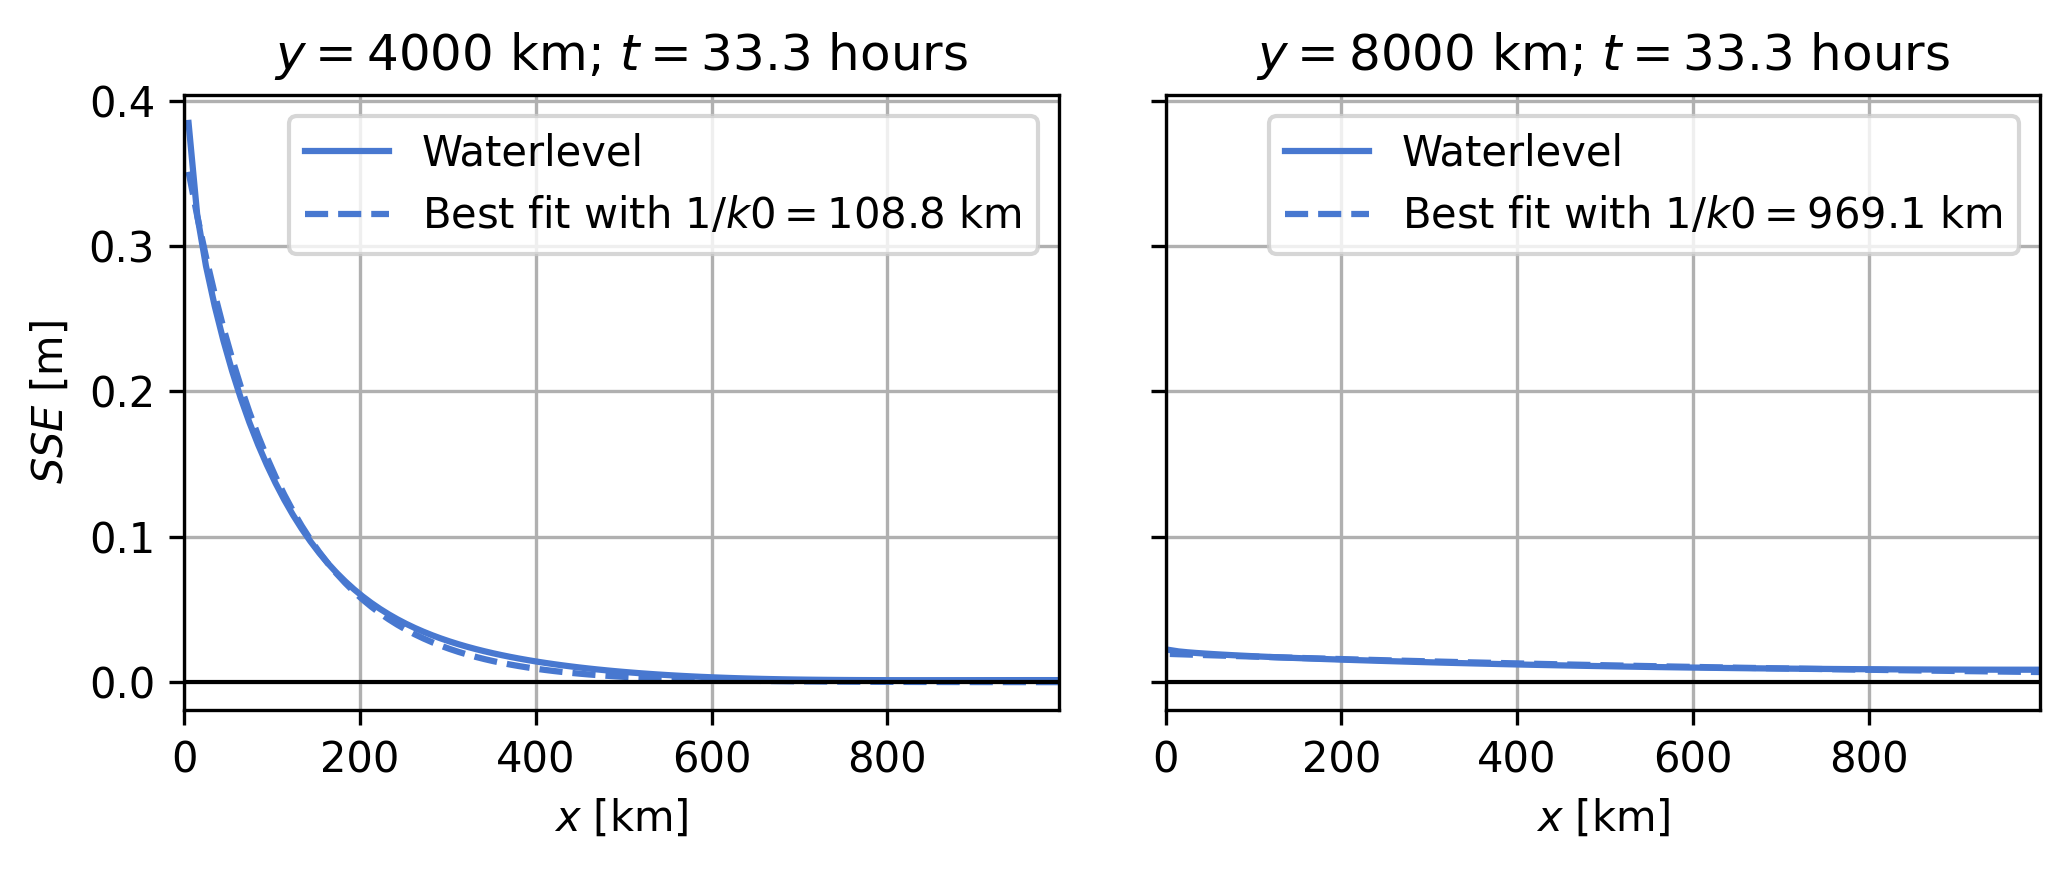 y = 4000 km; t = 33.3 hours
SSE [m]
0.4
0.3
0.2
0.1
0.0
Waterlevel
Best fit with 1/k0 = 108.8 km
0 200 400 600 800
x [km]
y = 8000 km; t = 33.3 hours
Waterlevel
Best fit with 1/k0 = 969.1 km
0 200 400 600 800
x [km]